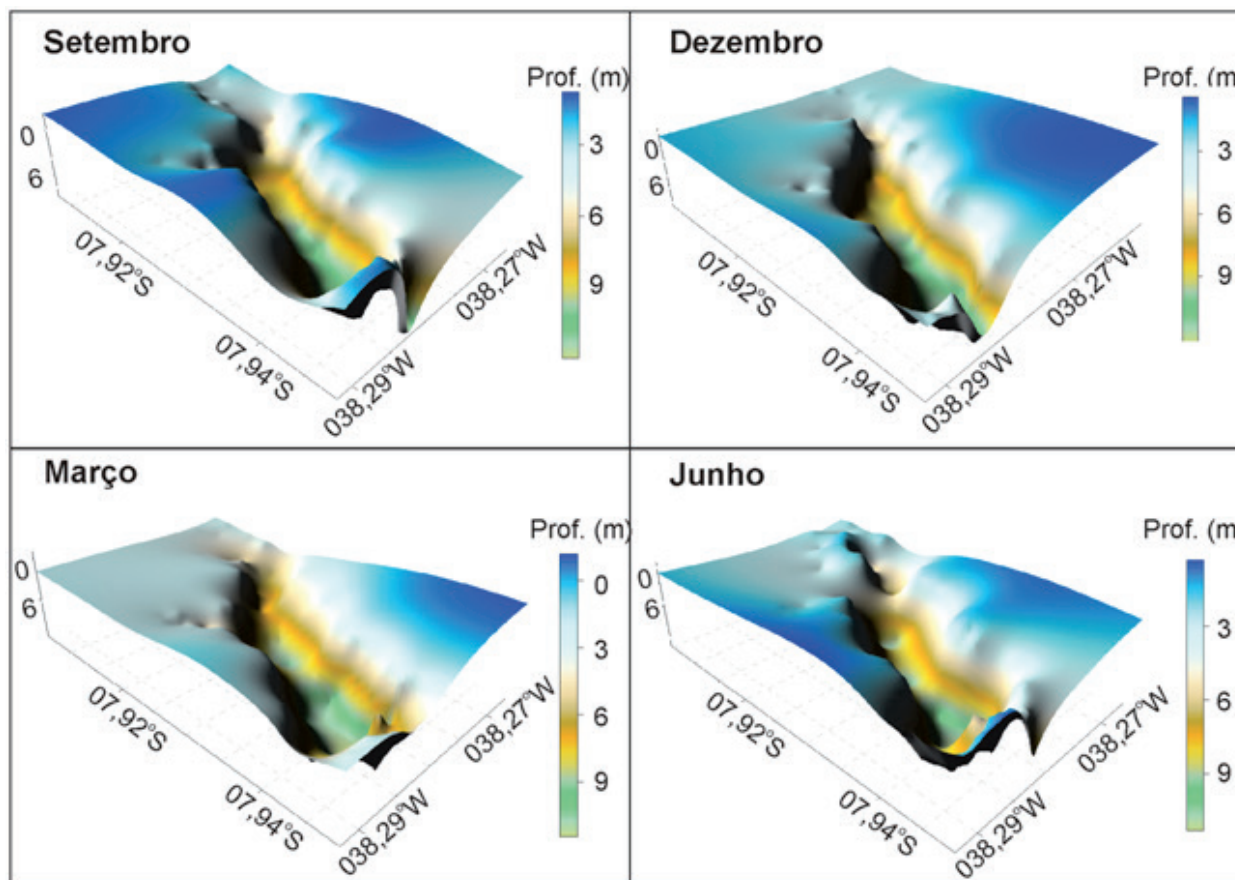 Setembro
Prof. (m)
3
6
9
0
6
07,92°S
07,94°S
038,29°W
038,27°W
Dezembro
Prof. (m)
3
6
9
0
6
07,92°S
07,94°S
038,29°W
038,27°W
Março
Prof. (m)
0
3
6
9
0
6
07,92°S
07,94°S
038,29°W
038,27°W
Junho
Prof. (m)
3
6
9
0
6
07,92°S
07,94°S
038,29°W
038,27°W